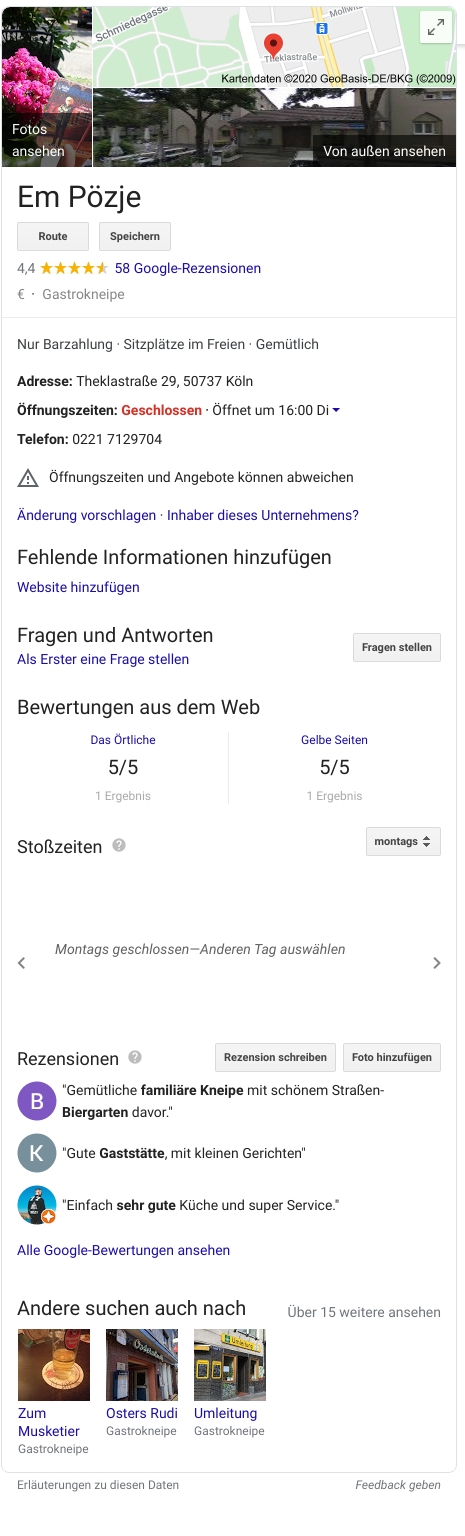 Schmiedegasse
Mollwitz
Theklastraße
Kartendaten ©2020 GeoBasis-DE/BKG (©2009)
Fotos
ansehen
Von außen ansehen
Em Pözje
Route
Speichern
4,4 58 Google-Rezensionen
€ · Gastrokneipe
Nur Barzahlung · Sitzplätze im Freien · Gemütlich
Adresse: Theklastraße 29, 50737 Köln
Öffnungszeiten: Geschlossen · Öffnet um 16:00 Di
Telefon: 0221 7129704
Öffnungszeiten und Angebote können abweichen
Änderung vorschlagen · Inhaber dieses Unternehmens?
Fehlende Informationen hinzufügen
Website hinzufügen
Fragen und Antworten
Als Erster eine Frage stellen
Fragen stellen
Bewertungen aus dem Web
Das Örtliche
5/5
1 Ergebnis
Gelbe Seiten
5/5
1 Ergebnis
Stoßzeiten ?
montags
Montags geschlossen—Anderen Tag auswählen
Rezensionen ?
Rezension schreiben
Foto hinzufügen
B
"Gemütliche familiäre Kneipe mit schönem Straßen-
Biergarten davor."
K
"Gute Gaststätte, mit kleinen Gerichten"
"Einfach sehr gute Küche und super Service."
Alle Google-Bewertungen ansehen
Andere suchen auch nach
Über 15 weitere ansehen
Umleitung
Zum
Musketier
Gastrokneipe
Osters Rudi
Gastrokneipe
Umleitung
Gastrokneipe
Erläuterungen zu diesen Daten
Feedback geben